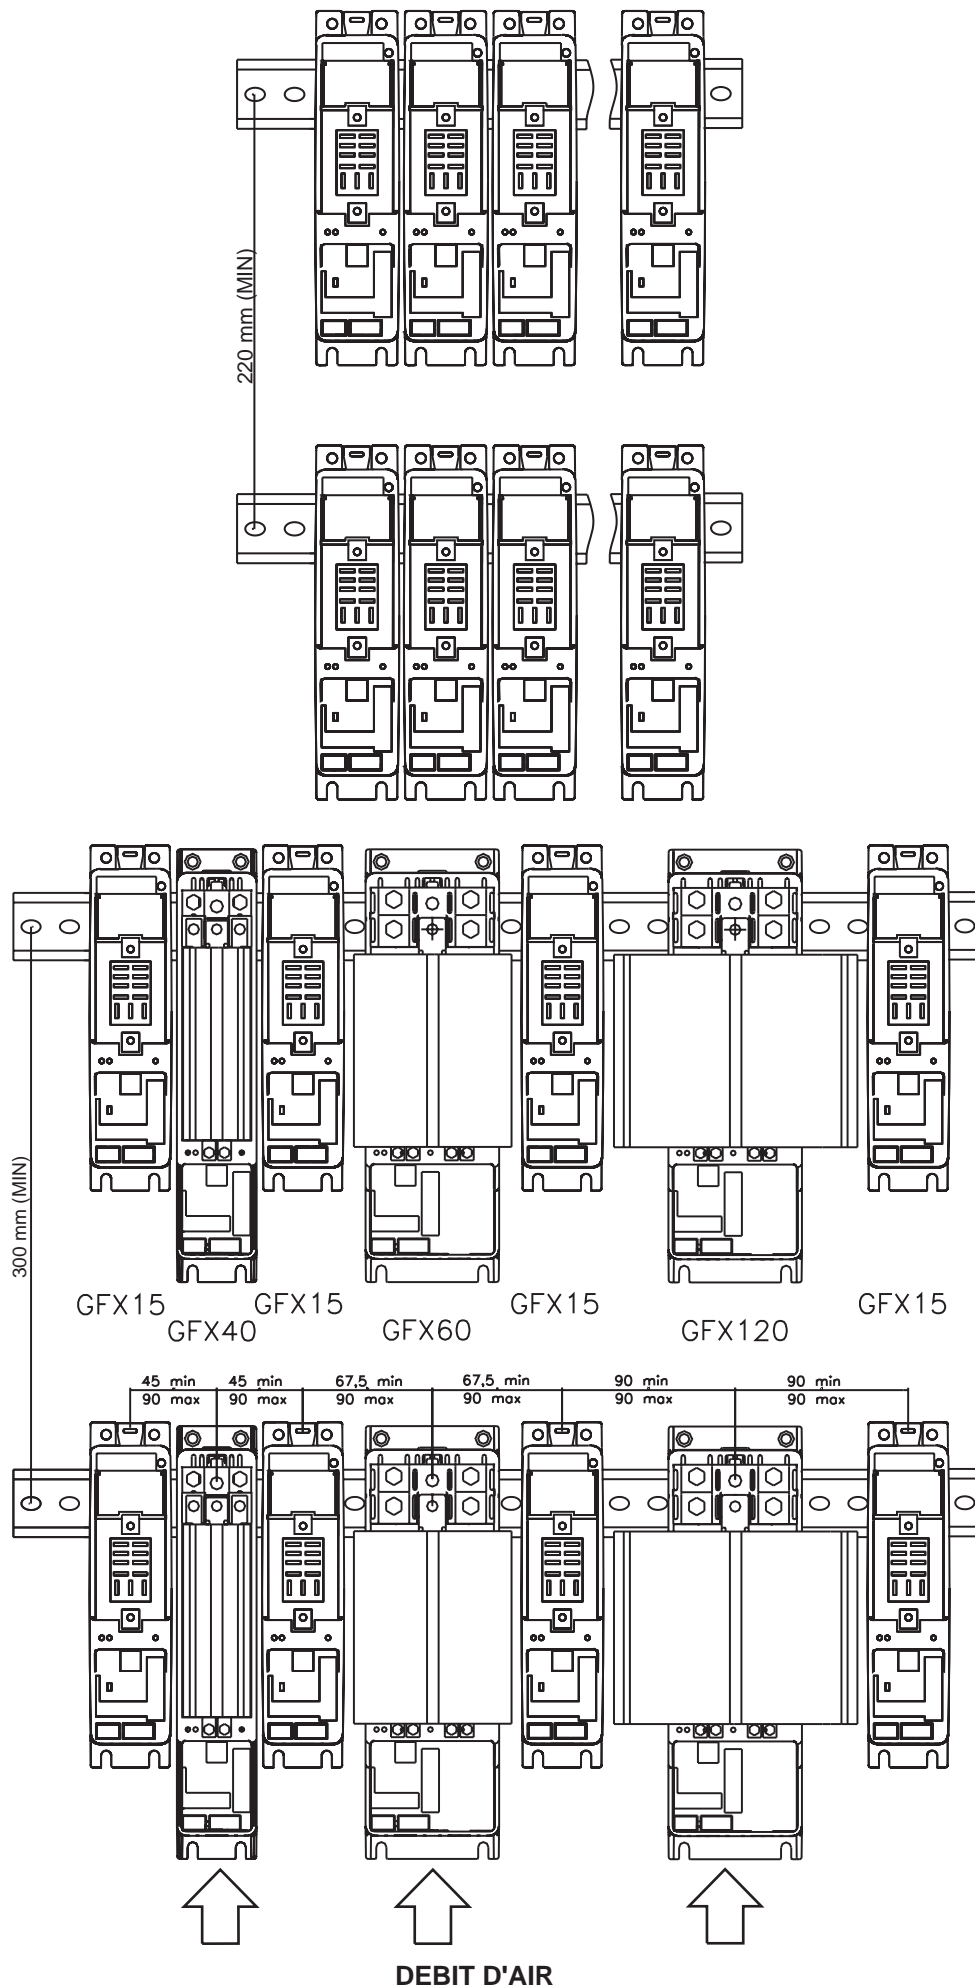 220 mm (MIN)
300 mm (MIN)
GFX15
GFX40
GFX15
GFX60
GFX15
GFX120
GFX15
45 min
90 max
45 min
90 max
67,5 min
90 max
67,5 min
90 max
90 min
90 max
90 min
90 max
DEBIT D'AIR